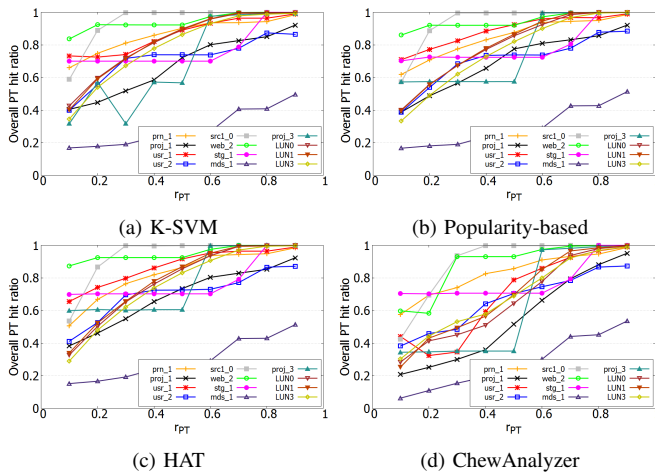 Overall PT hit ratio
1
0.8
0.6
0.4
0.2
0
prn_1
proj_1
usr_1
usr_2
src1_0
web_2
stg_1
mds_1
proj_3
LUN0
LUN1
LUN3
0 0.2 0.4 0.6 0.8 1
rPT
(a) K-SVM
Overall PT hit ratio
1
0.8
0.6
0.4
0.2
0
prn_1
proj_1
usr_1
usr_2
src1_0
web_2
stg_1
mds_1
proj_3
LUN0
LUN1
LUN3
0 0.2 0.4 0.6 0.8 1
rPT
(b) Popularity-based
Overall PT hit ratio
1
0.8
0.6
0.4
0.2
0
prn_1
proj_1
usr_1
usr_2
src1_0
web_2
stg_1
mds_1
proj_3
LUN0
LUN1
LUN3
0 0.2 0.4 0.6 0.8 1
rPT
(c) HAT
Overall PT hit ratio
1
0.8
0.6
0.4
0.2
0
prn_1
proj_1
usr_1
usr_2
src1_0
web_2
stg_1
mds_1
proj_3
LUN0
LUN1
LUN3
0 0.2 0.4 0.6 0.8 1
rPT
(d) ChewAnalyzer